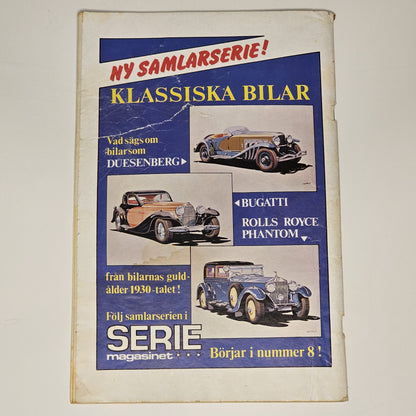 NY SAMLARSERIE!
KLASSISKA BILAR
Vad sägs om
bilar som
DUESENBERG
BUGATTI
ROLLS ROYCE
PHANTOM
från bilarnas guld-
ålder 1930-talet!
Följ samlarserien i
SERIE
magasinet...
Börjar i nummer 8!